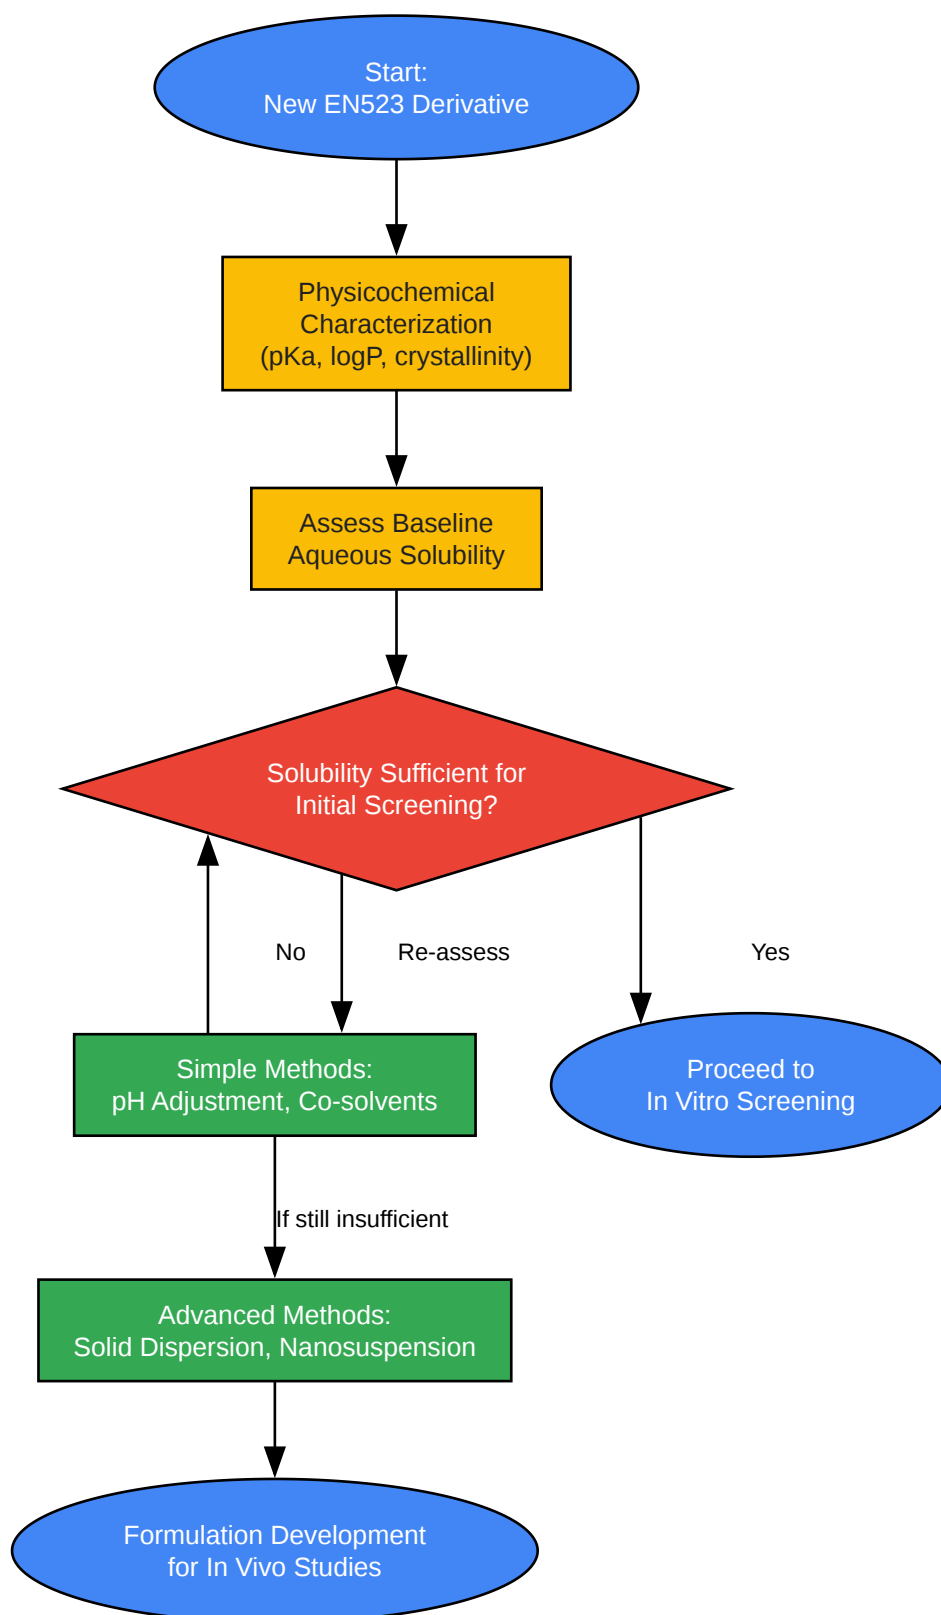 Start:
New EN523 Derivative
Physicochemical
Characterization
(pKa, logP, crystallinity)
Assess Baseline
Aqueous Solubility
Solubility Sufficient for
Initial Screening?
No
Re-assess
Yes
Simple Methods:
pH Adjustment, Co-solvents
Proceed to
In Vitro Screening
If still insufficient
Advanced Methods:
Solid Dispersion, Nanosuspension
Formulation Development
for In Vivo Studies